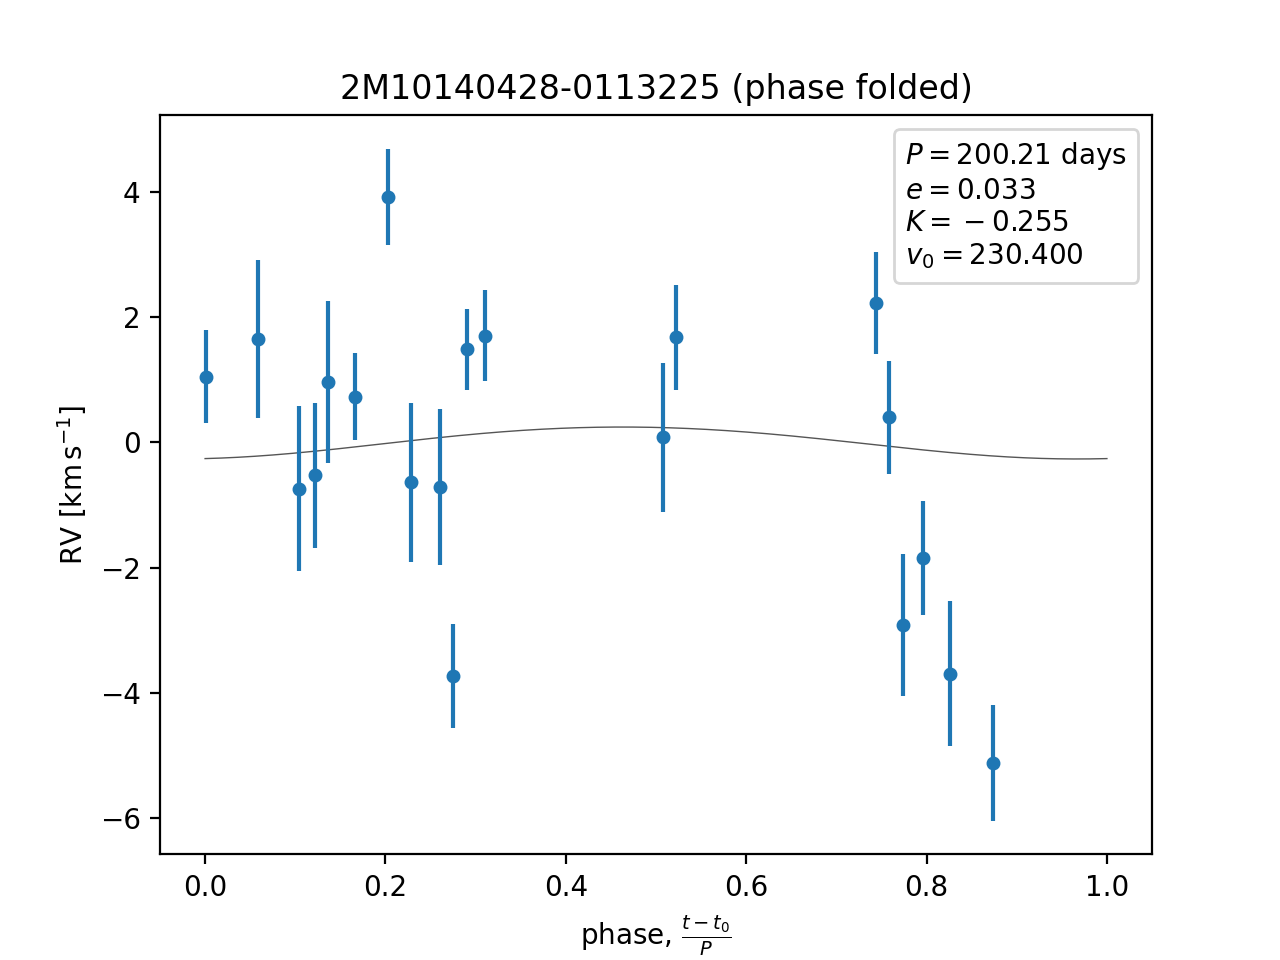 2M10140428-0113225 (phase folded)
P = 200.21 days
e = 0.033
K = −0.255
v₀ = 230.400
4
2
0
−2
−4
−6
RV [km s⁻¹]
0.0 0.2 0.4 0.6 0.8 1.0
phase, (t − t₀)/P